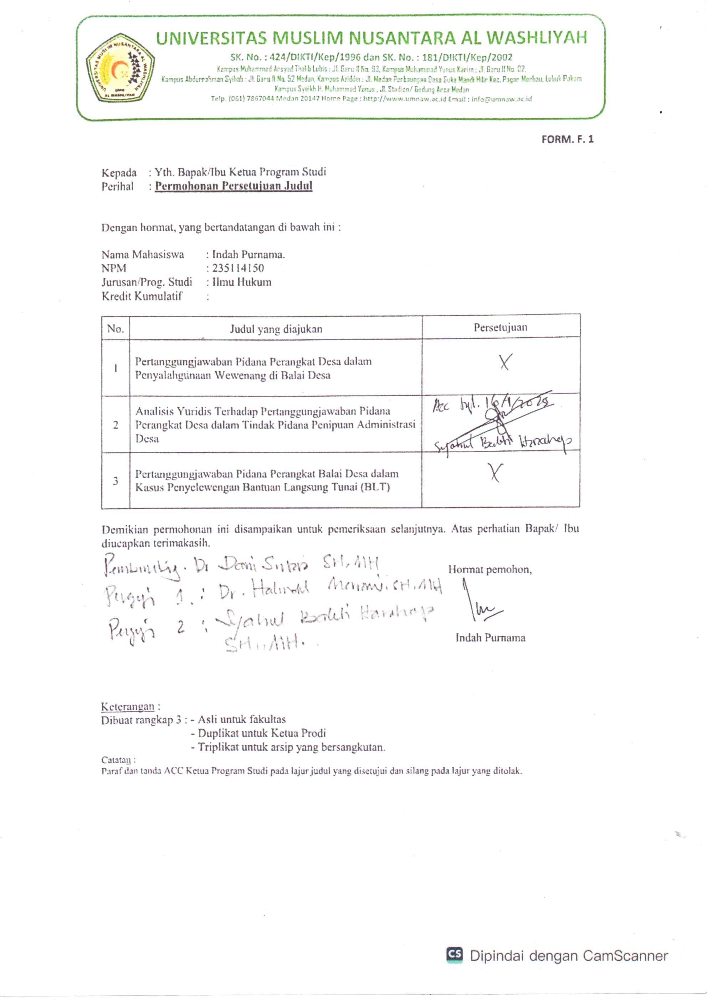 UNIVERSITAS MUSLIM NUSANTARA AL WASHLIYAH
SK. No. : 424/DIKTI/Kep/1996 dan SK. No. : 181/DIKTI/Kep/2002
Kampus Muhammad Arsyad Thalib Lubis : Jl. Garu II No. 93, Kampus Muhammad Yunus Karim : Jl. Garu II No. 02,
Kampus Abdurrahman Syihab : Jl. Garu II No. 52 Medan, Kampus Aziddin : Jl. Medan Perbaungan Desa Suka Mandi Hilir Kec. Pagar Merbau, Lubuk Pakam
Kampus Syeikh H. Muhammad Yunus , Jl. Stadion/ Gedung Arca Medan
Telp. (061) 7867044 Medan 20147 Home Page : http://www.umnaw.ac.id Email : info@umnaw.ac.id
UNIVERSITAS MUSLIM NUSANTARA AL WASHLIYAH
UMN
AL WASHLIYAH
FORM. F. 1
Kepada : Yth. Bapak/Ibu Ketua Program Studi
Perihal : Permohonan Persetujuan Judul
Dengan hormat, yang bertandatangan di bawah ini :
Nama Mahasiswa : Indah Purnama.
NPM : 235114150
Jurusan/Prog. Studi : Ilmu Hukum
Kredit Kumulatif :
No. Judul yang diajukan Persetujuan
1 Pertanggungjawaban Pidana Perangkat Desa dalam X
Penyalahgunaan Wewenang di Balai Desa
Acc
2 Analisis Yuridis Terhadap Pertanggungjawaban Pidana
Perangkat Desa dalam Tindak Pidana Penipuan Administrasi
Desa
Syahrul Bakti Harahap
3 Pertanggungjawaban Pidana Perangkat Balai Desa dalam X
Kasus Penyelewengan Bantuan Langsung Tunai (BLT)
Demikian permohonan ini disampaikan untuk pemeriksaan selanjutnya. Atas perhatian Bapak/ Ibu
diucapkan terimakasih.
Pembimbing. Dr SH, MH
Hormat pemohon,
Penguji 1. : Dr. SH, MH
Penguji 2 : Syahrul Bakti Harahap
SH., MH.
Indah Purnama
Keterangan :
Dibuat rangkap 3 : - Asli untuk fakultas
- Duplikat untuk Ketua Prodi
- Triplikat untuk arsip yang bersangkutan.
Catatan :
Paraf dan tanda ACC Ketua Program Studi pada lajur judul yang disetujui dan silang pada lajur yang ditolak.
CS Dipindai dengan CamScanner